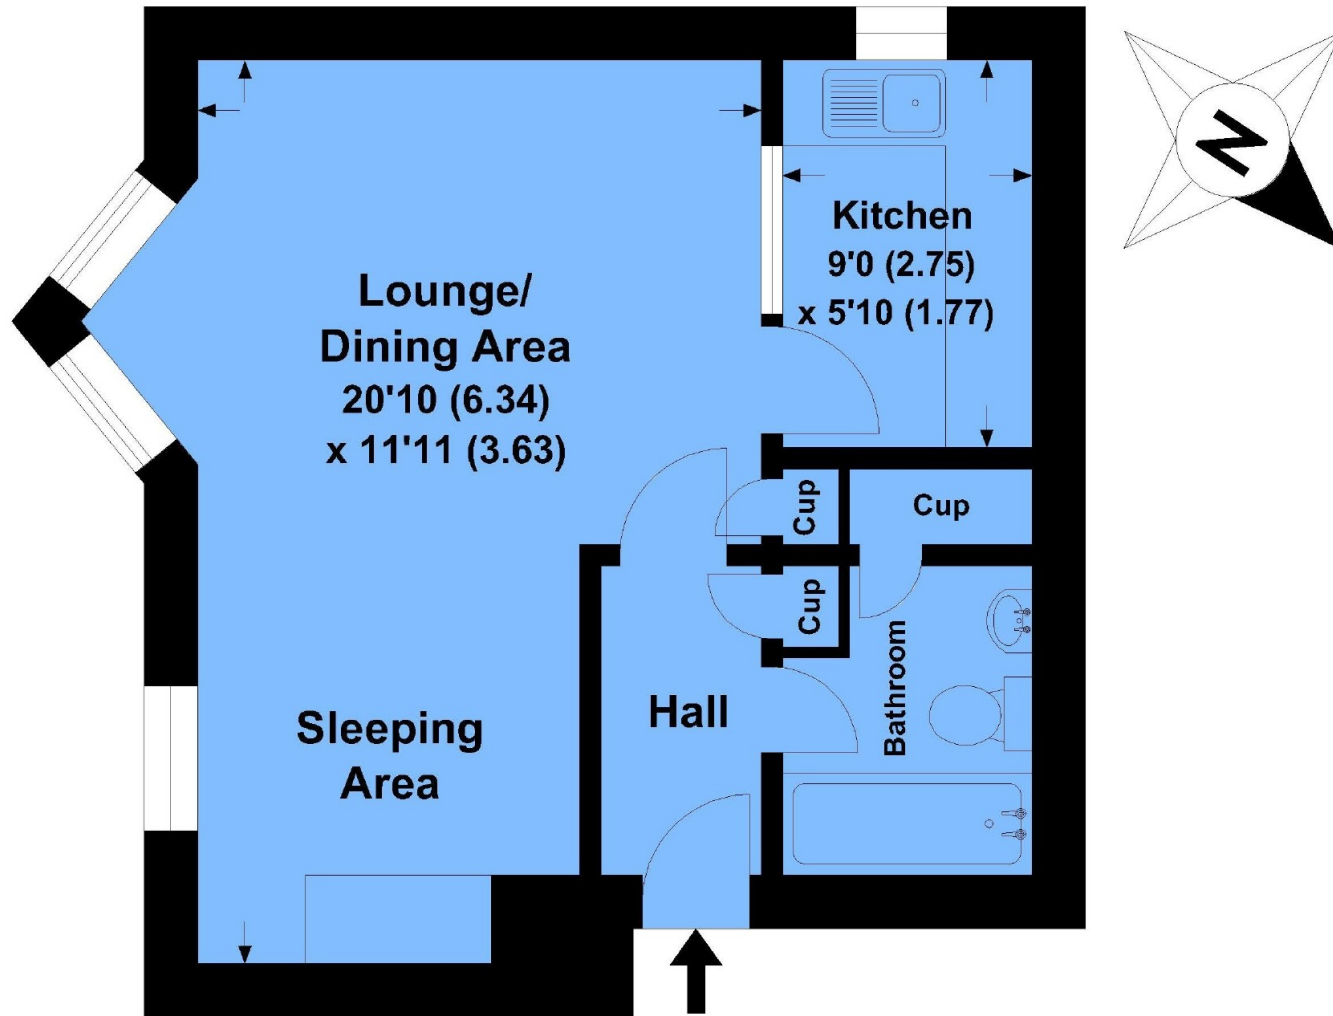 N
Kitchen
9'0 (2.75)
x 5'10 (1.77)
Lounge/
Dining Area
20'10 (6.34)
x 11'11 (3.63)
Cup
Cup
Cup
Bathroom
Hall
Sleeping
Area